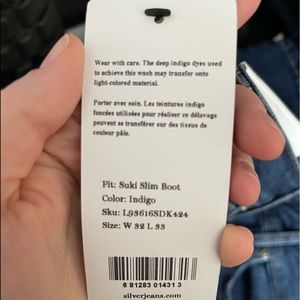 Wear with care. The deep indigo dyes used
to achieve this wash may transfer onto
light-colored material.
Porter avec soin. Les teintures indigo
foncées utilisées pour réaliser ce délavage
peuvent se transférer sur des tissus de
couleur pâle.
Fit: Suki Slim Boot
Color: Indigo
Sku: L93616SDK424
Size: W 32 L 33
6 81283 01431 3
silverjeans.com